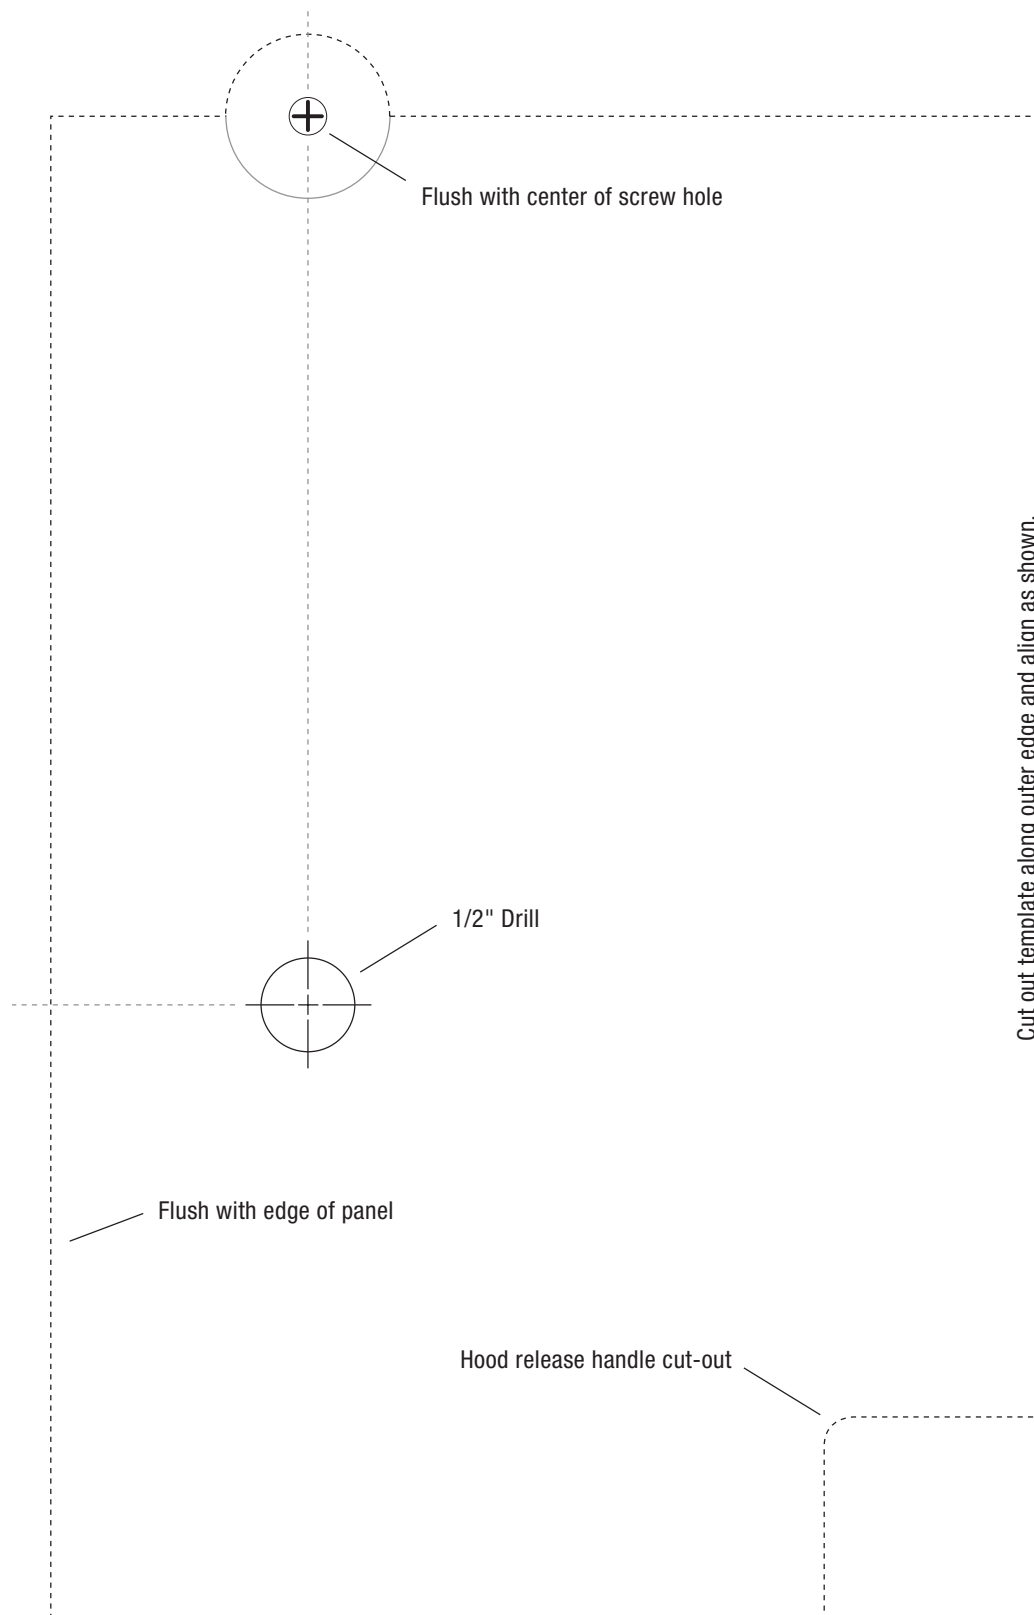 Flush with center of screw hole
Cut out template along outer edge and align as shown.
1/2" Drill
Flush with edge of panel
Hood release handle cut-out